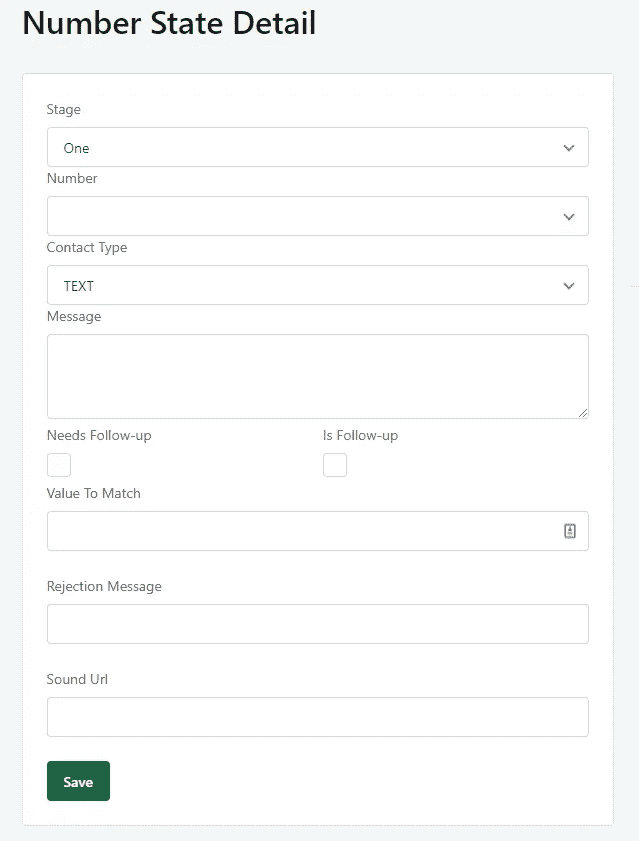 Number State Detail
Stage
One
Number
Contact Type
TEXT
Message
Needs Follow-up Is Follow-up
Value To Match
Rejection Message
Sound Url
Save